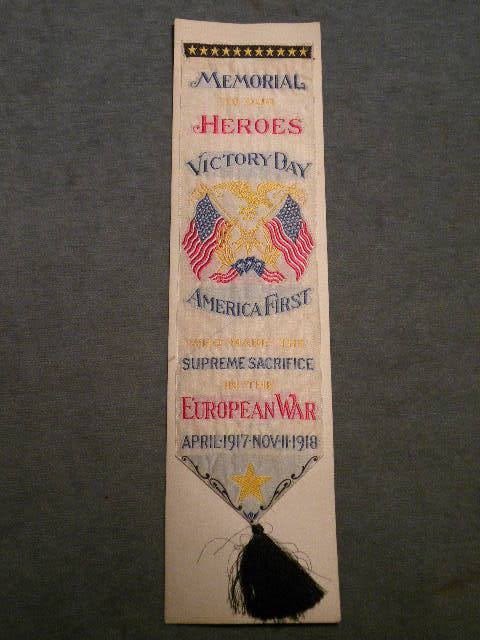 MEMORIAL
TO OUR
HEROES
VICTORY DAY
AMERICA FIRST
WHO MADE THE
SUPREME SACRIFICE
IN THE
EUROPEAN WAR
APRIL·1917·NOV·11·1918